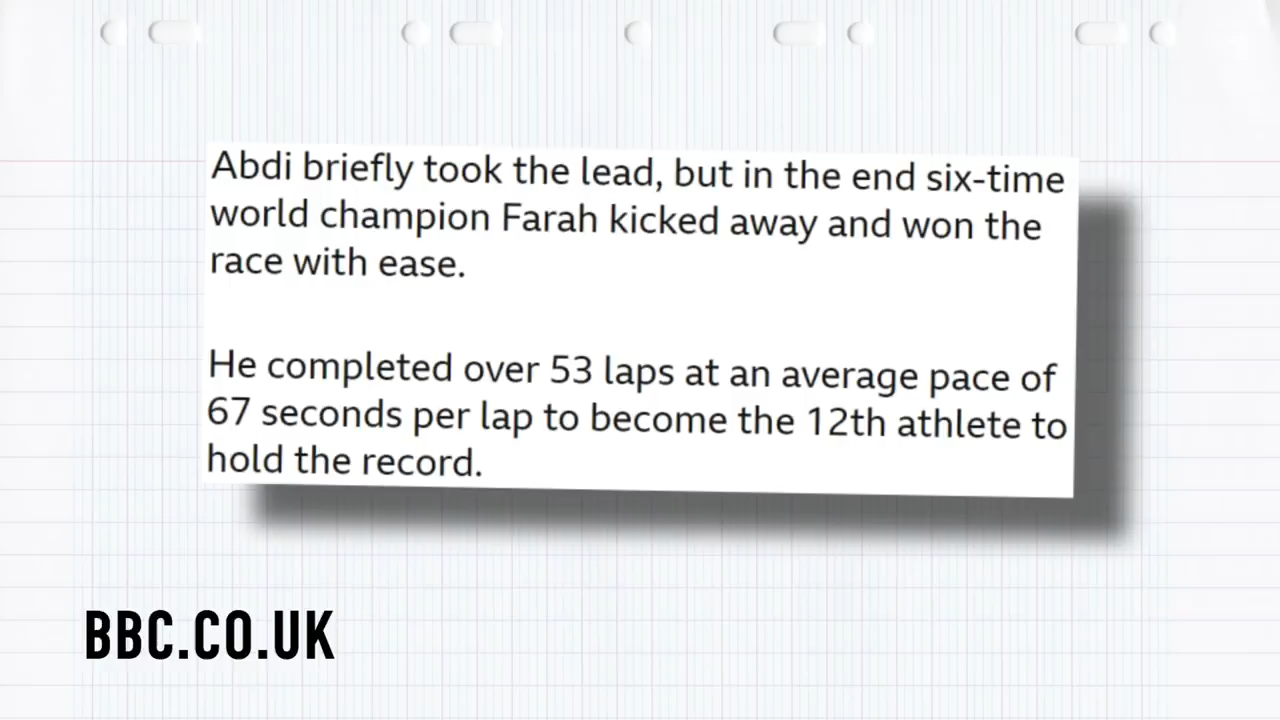 Abdi briefly took the lead, but in the end six-time
world champion Farah kicked away and won the
race with ease.
He completed over 53 laps at an average pace of
67 seconds per lap to become the 12th athlete to
hold the record.
BBC.CO.UK